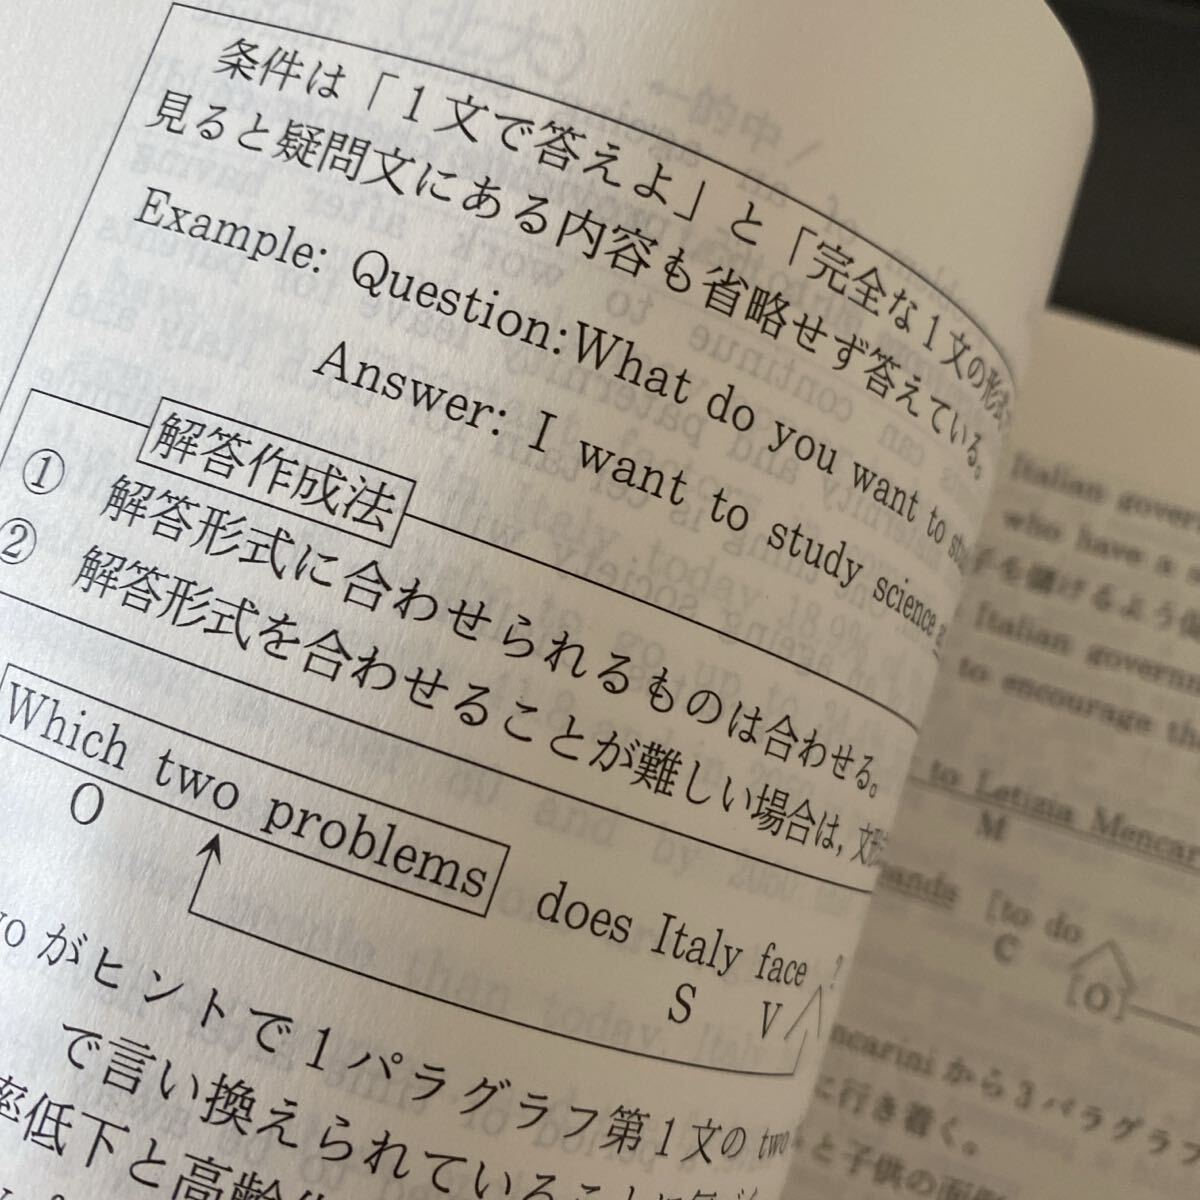 条件は「1文で答えよ」と「完全な1文の形式
見ると疑問文にある内容も省略せず答えている。
Example: Question:What do you want to
Answer: I want to study science
解答作成法
① 解答形式に合わせられるものは合わせる。
② 解答形式を合わせることが難しい場合は,
Which two problems does Italy face ?
O S V
がヒントで1パラグラフ第1文の two
で言い換えられていることに
率低下と高齢
Italian
who have a
Italian
to encourage
to Letizia Mencar
M
[to do
C
[O]
ncarini から3パラグラフ
に行き着く。
と子供の